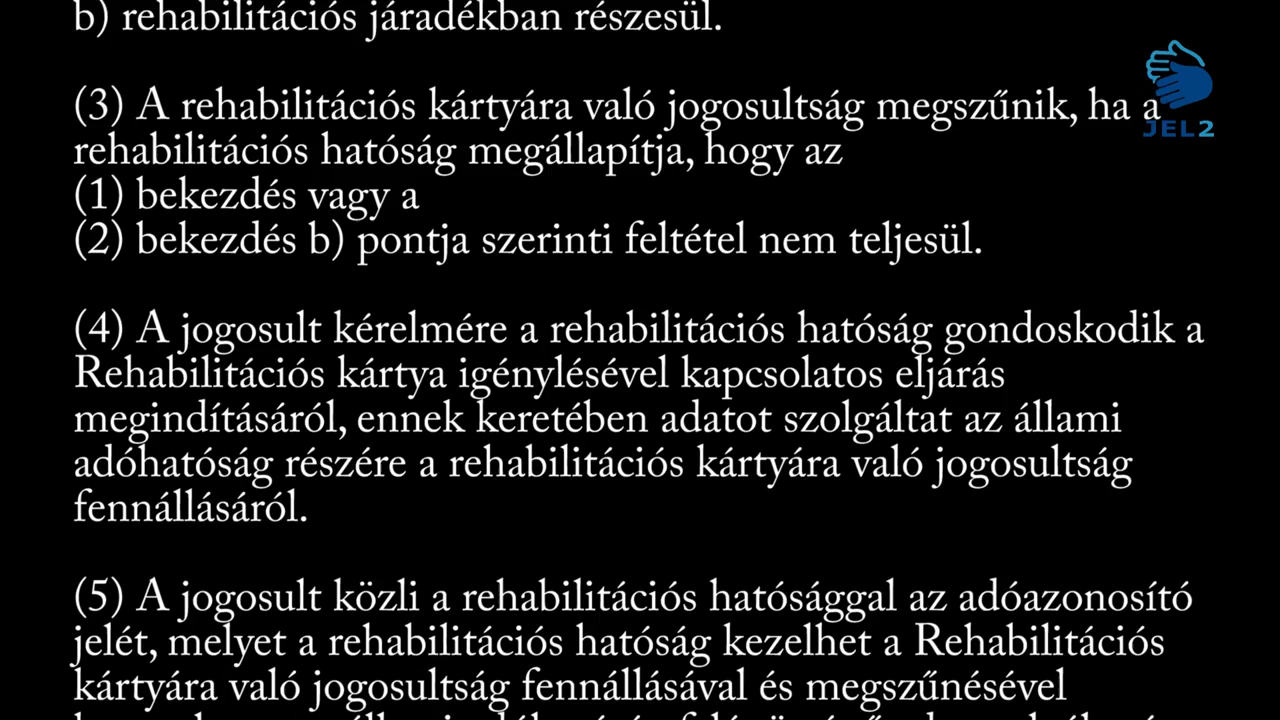 b) rehabilitációs járadékban részesül.
(3) A rehabilitációs kártyára való jogosultság megszűnik, ha a
JEL2
rehabilitációs hatóság megállapítja, hogy az
(1) bekezdés vagy a
(2) bekezdés b) pontja szerinti feltétel nem teljesül.
(4) A jogosult kérelmére a rehabilitációs hatóság gondoskodik a
Rehabilitációs kártya igénylésével kapcsolatos eljárás
megindításáról, ennek keretében adatot szolgáltat az állami
adóhatóság részére a rehabilitációs kártyára való jogosultság
fennállásáról.
(5) A jogosult közli a rehabilitációs hatósággal az adóazonosító
jelét, melyet a rehabilitációs hatóság kezelhet a Rehabilitációs
kártyára való jogosultság fennállásával és megszűnésével